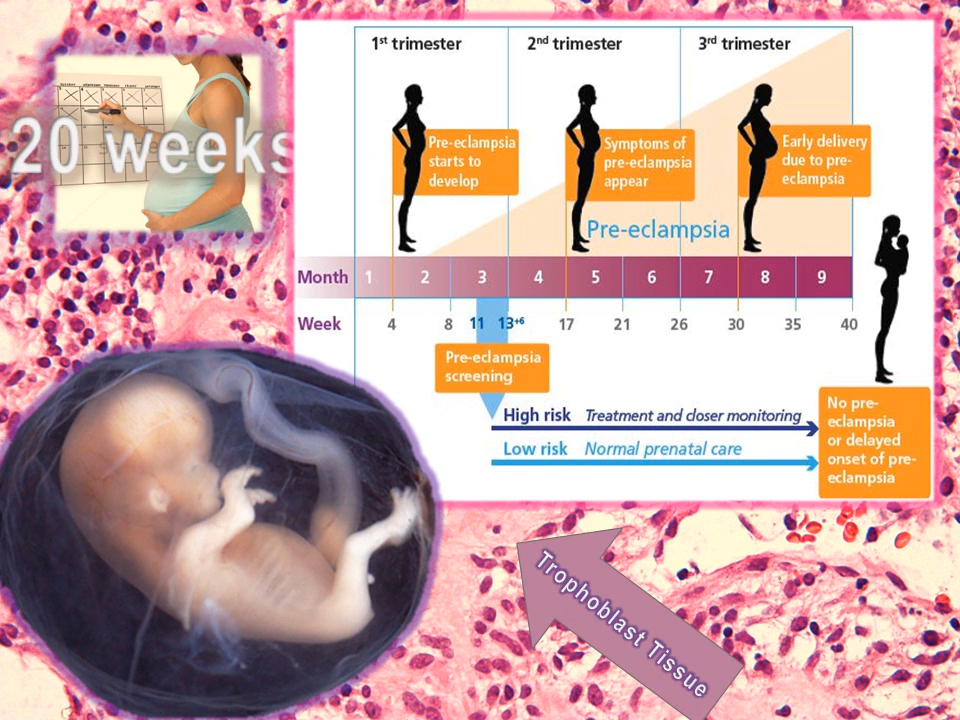 20 weeks
1st trimester
2nd trimester
3rd trimester
Pre-eclampsia
starts to
develop
Symptoms of
pre-eclampsia
appear
Early delivery
due to pre-
eclampsia
Pre-eclampsia
Month 1 2 3 4 5 6 7 8 9
Week 4 8 11 13+6 17 21 26 30 35 40
Pre-eclampsia
screening
High risk Treatment and closer monitoring
Low risk Normal prenatal care
No pre-
eclampsia
or delayed
onset of pre-
eclampsia
Trophoblast Tissue